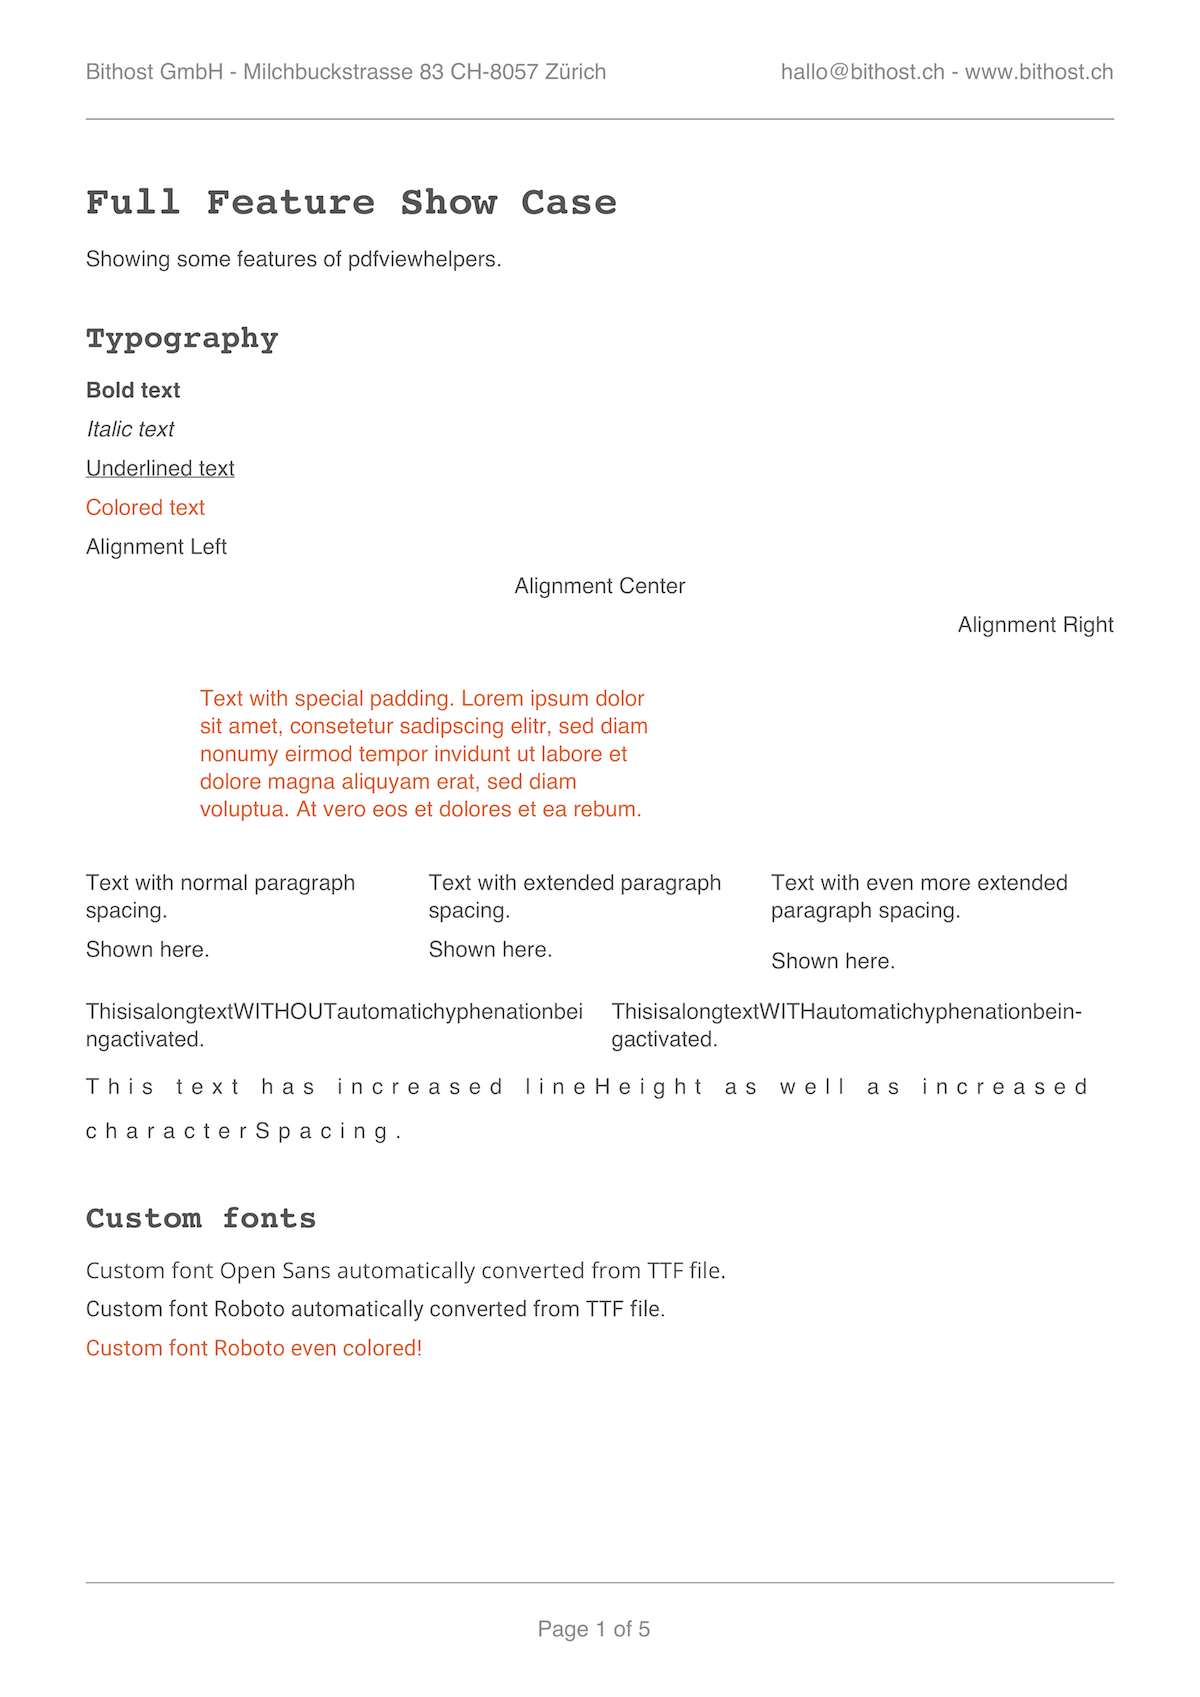 Bithost GmbH - Milchbuckstrasse 83 CH-8057 Zürich
hallo@bithost.ch - www.bithost.ch
Full Feature Show Case
Showing some features of pdfviewhelpers.
Typography
Bold text
Italic text
Underlined text
Colored text
Alignment Left
Alignment Center
Alignment Right
Text with special padding. Lorem ipsum dolor
sit amet, consetetur sadipscing elitr, sed diam
nonumy eirmod tempor invidunt ut labore et
dolore magna aliquyam erat, sed diam
voluptua. At vero eos et dolores et ea rebum.
Text with normal paragraph
spacing.
Shown here.
Text with extended paragraph
spacing.
Shown here.
Text with even more extended
paragraph spacing.
Shown here.
ThisisalongtextWITHOUTautomatichyphenationbei
ngactivated.
ThisisalongtextWITHautomatichyphenationbein-
gactivated.
This text has increased lineHeight as well as increased
characterSpacing.
Custom fonts
Custom font Open Sans automatically converted from TTF file.
Custom font Roboto automatically converted from TTF file.
Custom font Roboto even colored!
Page 1 of 5